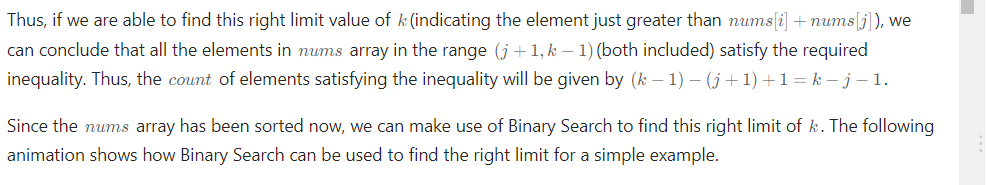 Thus, if we are able to find this right limit value of k(indicating the element just greater than nums[i] + nums[j]), we
can conclude that all the elements in nums array in the range (j + 1, k − 1)(both included) satisfy the required
inequality. Thus, the count of elements satisfying the inequality will be given by (k − 1) − (j + 1) + 1 = k − j − 1.
Since the nums array has been sorted now, we can make use of Binary Search to find this right limit of k. The following
animation shows how Binary Search can be used to find the right limit for a simple example.